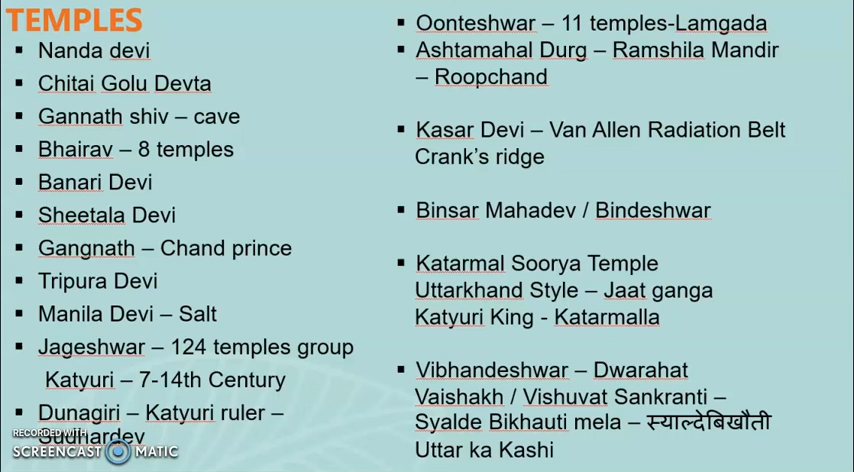 TEMPLES
▪ Nanda devi
▪ Chitai Golu Devta
▪ Gannath shiv – cave
▪ Bhairav – 8 temples
▪ Banari Devi
▪ Sheetala Devi
▪ Gangnath – Chand prince
▪ Tripura Devi
▪ Manila Devi – Salt
▪ Jageshwar – 124 temples group
Katyuri – 7-14th Century
▪ Dunagiri – Katyuri ruler –
Sudhardev
▪ Oonteshwar – 11 temples-Lamgada
▪ Ashtamahal Durg – Ramshila Mandir
– Roopchand
▪ Kasar Devi – Van Allen Radiation Belt
Crank's ridge
▪ Binsar Mahadev / Bindeshwar
▪ Katarmal Soorya Temple
Uttarkhand Style – Jaat ganga
Katyuri King - Katarmalla
▪ Vibhandeshwar – Dwarahat
Vaishakh / Vishuvat Sankranti –
Syalde Bikhauti mela – स्याल्देबिखौती
Uttar ka Kashi
RECORDED WITH
SCREENCAST MATIC